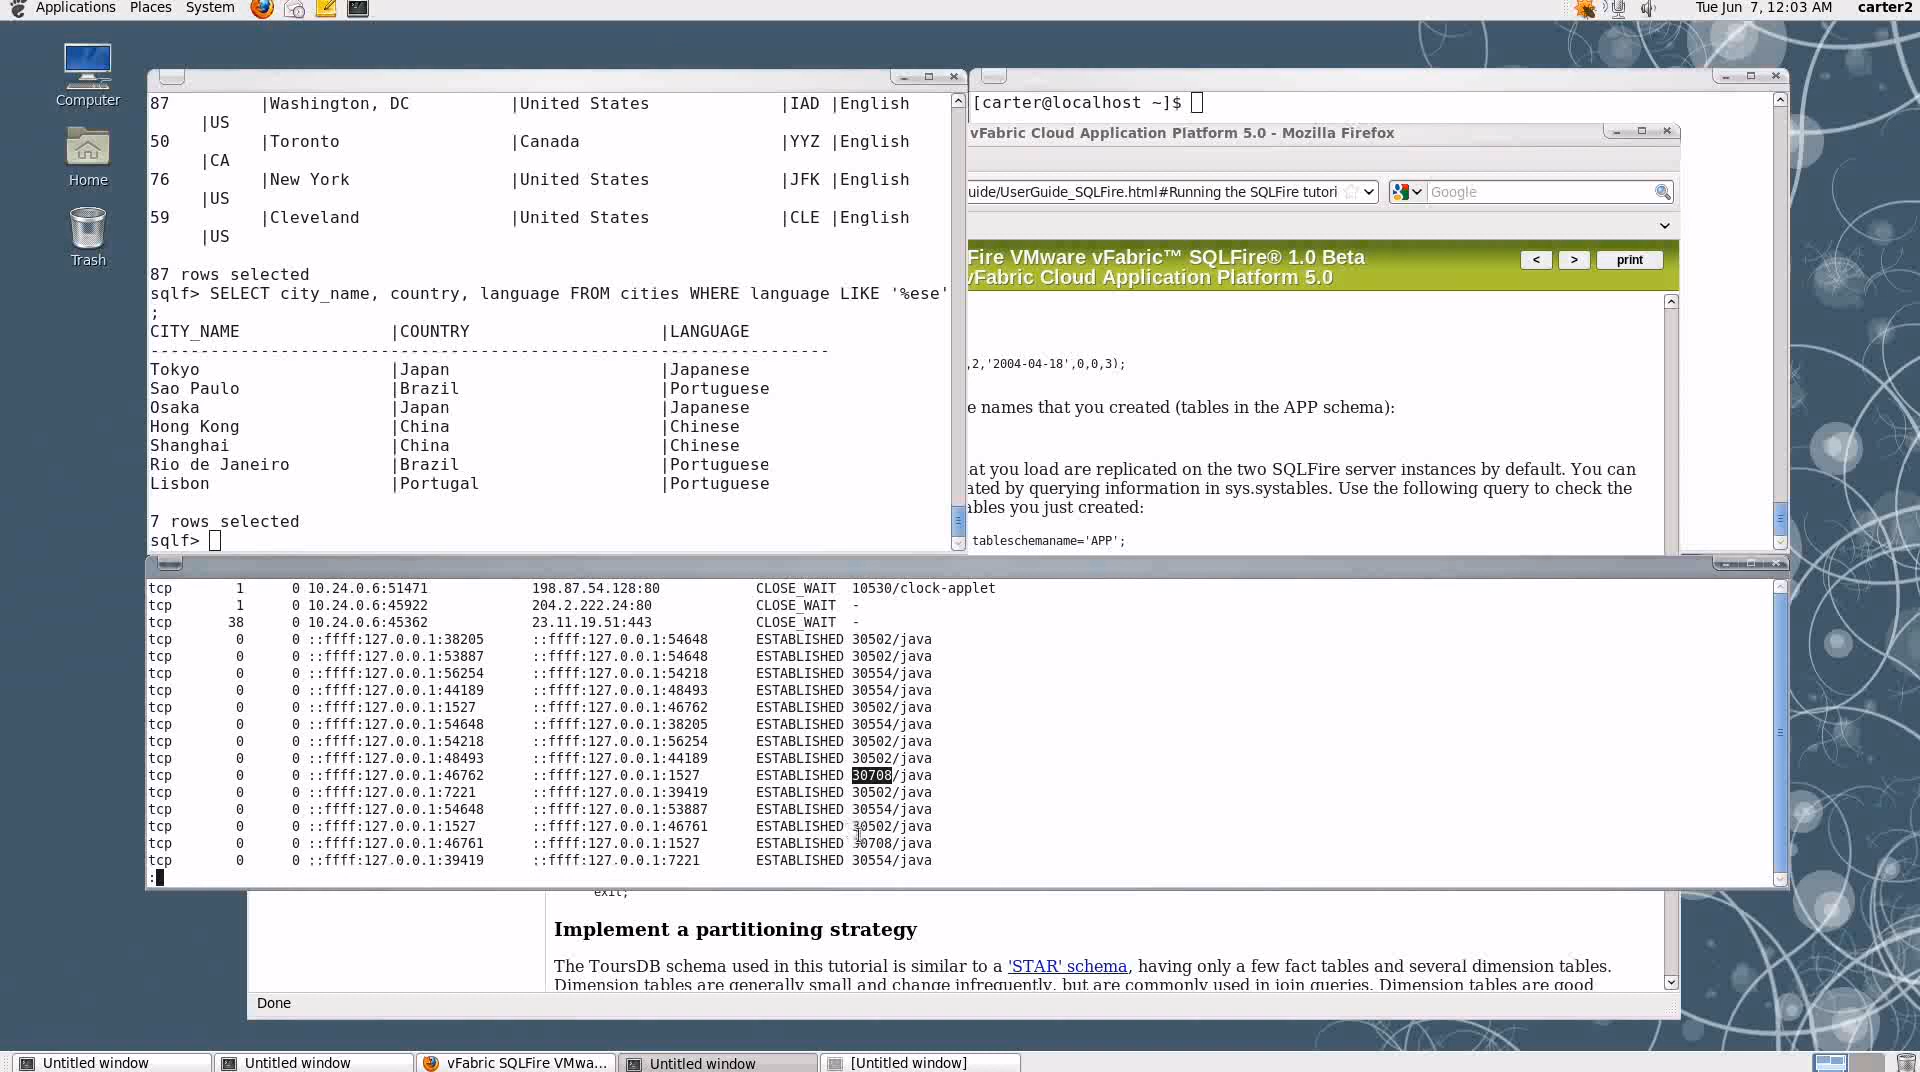 Applications Places System
Tue Jun 7, 12:03 AM carter2
Computer
Home
Trash
87 |Washington, DC |United States |IAD |English
|US
50 |Toronto |Canada |YYZ |English
|CA
76 |New York |United States |JFK |English
|US
59 |Cleveland |United States |CLE |English
|US
87 rows selected
sqlf> SELECT city_name, country, language FROM cities WHERE language LIKE '%ese'
;
CITY_NAME |COUNTRY |LANGUAGE
--------------------------------------------------------------------
Tokyo |Japan |Japanese
Sao Paulo |Brazil |Portuguese
Osaka |Japan |Japanese
Hong Kong |China |Chinese
Shanghai |China |Chinese
Rio de Janeiro |Brazil |Portuguese
Lisbon |Portugal |Portuguese
7 rows selected
sqlf>
[carter@localhost ~]$
vFabric Cloud Application Platform 5.0 - Mozilla Firefox
uide/UserGuide_SQLFire.html#Running the SQLFire tutori
Google
Fire VMware vFabric™ SQLFire® 1.0 Beta
vFabric Cloud Application Platform 5.0
< > print
,2,'2004-04-18',0,0,3);
e names that you created (tables in the APP schema):
at you load are replicated on the two SQLFire server instances by default. You can
ated by querying information in sys.systables. Use the following query to check the
ables you just created:
tableschemaname='APP';
tcp 1 0 10.24.0.6:51471 198.87.54.128:80 CLOSE_WAIT 10530/clock-applet
tcp 1 0 10.24.0.6:45922 204.2.222.24:80 CLOSE_WAIT -
tcp 38 0 10.24.0.6:45362 23.11.19.51:443 CLOSE_WAIT -
tcp 0 0 ::ffff:127.0.0.1:38205 ::ffff:127.0.0.1:54648 ESTABLISHED 30502/java
tcp 0 0 ::ffff:127.0.0.1:53887 ::ffff:127.0.0.1:54648 ESTABLISHED 30502/java
tcp 0 0 ::ffff:127.0.0.1:56254 ::ffff:127.0.0.1:54218 ESTABLISHED 30554/java
tcp 0 0 ::ffff:127.0.0.1:44189 ::ffff:127.0.0.1:48493 ESTABLISHED 30554/java
tcp 0 0 ::ffff:127.0.0.1:1527 ::ffff:127.0.0.1:46762 ESTABLISHED 30502/java
tcp 0 0 ::ffff:127.0.0.1:54648 ::ffff:127.0.0.1:38205 ESTABLISHED 30554/java
tcp 0 0 ::ffff:127.0.0.1:54218 ::ffff:127.0.0.1:56254 ESTABLISHED 30502/java
tcp 0 0 ::ffff:127.0.0.1:48493 ::ffff:127.0.0.1:44189 ESTABLISHED 30502/java
tcp 0 0 ::ffff:127.0.0.1:46762 ::ffff:127.0.0.1:1527 ESTABLISHED 30708/java
tcp 0 0 ::ffff:127.0.0.1:7221 ::ffff:127.0.0.1:39419 ESTABLISHED 30502/java
tcp 0 0 ::ffff:127.0.0.1:54648 ::ffff:127.0.0.1:53887 ESTABLISHED 30554/java
tcp 0 0 ::ffff:127.0.0.1:1527 ::ffff:127.0.0.1:46761 ESTABLISHED 30502/java
tcp 0 0 ::ffff:127.0.0.1:46761 ::ffff:127.0.0.1:1527 ESTABLISHED 30708/java
tcp 0 0 ::ffff:127.0.0.1:39419 ::ffff:127.0.0.1:7221 ESTABLISHED 30554/java
:
exit;
Implement a partitioning strategy
The ToursDB schema used in this tutorial is similar to a 'STAR' schema, having only a few fact tables and several dimension tables.
Dimension tables are generally small and change infrequently, but are commonly used in join queries. Dimension tables are good
Done
Untitled window Untitled window vFabric SQLFire VMwa... Untitled window [Untitled window]